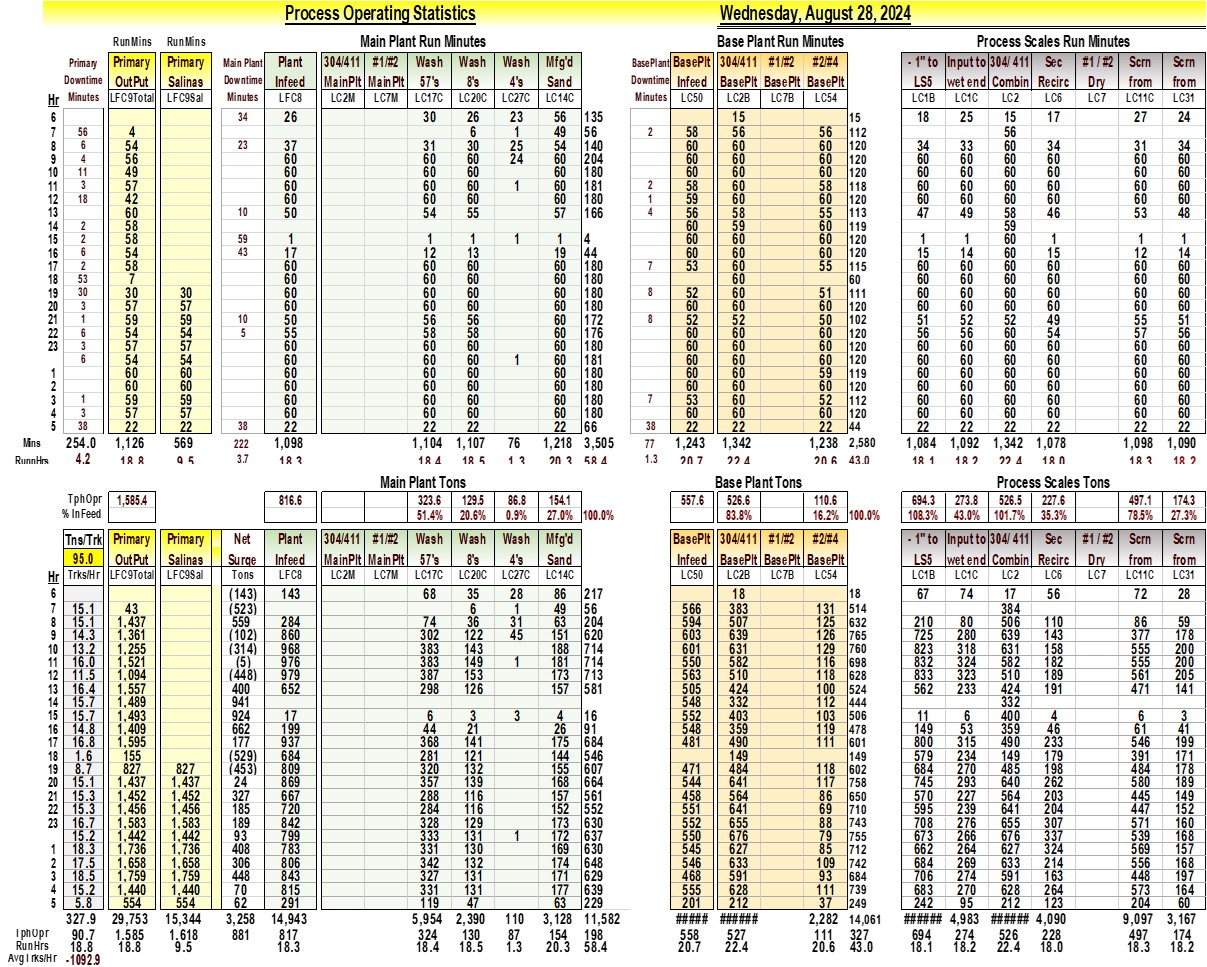 Process Operating Statistics Wednesday, August 28, 2024
RunMins RunMins Main Plant Run Minutes Base Plant Run Minutes Process Scales Run Minutes
Primary Primary Primary Main Plant Plant 304/411 #1/#2 Wash Wash Wash Mfg'd BasePlant BasePlt 304/411 #1/#2 #2/#4 - 1" to Input to 304/ 411 Sec #1 / #2 Scrn Scrn
Downtime OutPut Salinas Downtime Infeed MainPlt MainPlt 57's 8's 4's Sand Downtime Infeed BasePlt BasePlt BasePlt LS5 wet end Combin Recirc Dry from from
Hr Minutes LFC9Total LFC9Sal Minutes LFC8 LC2M LC7M LC17C LC20C LC27C LC14C Minutes LC50 LC2B LC7B LC54 LC1B LC1C LC2 LC6 LC7 LC11C LC31
6 34 26 30 26 23 56 135 15 15 18 25 15 17 27 24
7 56 4 6 1 49 56 2 58 56 56 112 56
8 6 54 23 37 31 30 25 54 140 60 60 60 120 34 33 60 34 31 34
9 4 56 60 60 60 24 60 204 60 60 60 120 60 60 60 60 60 60
10 11 49 60 60 60 60 180 60 60 60 120 60 60 60 60 60 60
11 3 57 60 60 60 1 60 181 2 58 60 58 118 60 60 60 60 60 60
12 18 42 60 60 60 60 180 1 59 60 60 120 60 60 60 60 60 60
13 60 10 50 54 55 57 166 4 56 58 55 113 47 49 58 46 53 48
14 2 58 60 59 60 119 59
15 2 58 59 1 1 1 1 1 4 60 60 60 120 1 1 60 1 1 1
16 6 54 43 17 12 13 19 44 60 60 60 120 15 14 60 15 12 14
17 2 58 60 60 60 60 180 7 53 60 55 115 60 60 60 60 60 60
18 53 7 60 60 60 60 180 60 60 60 60 60 60 60 60
19 30 30 30 60 60 60 60 180 8 52 60 51 111 60 60 60 60 60 60
20 3 57 57 60 60 60 60 180 60 60 60 120 60 60 60 60 60 60
21 1 59 59 10 50 56 56 60 172 8 52 52 50 102 51 52 52 49 55 51
22 6 54 54 5 55 58 58 60 176 60 60 60 120 56 56 60 54 57 56
23 3 57 57 60 60 60 60 180 60 60 60 120 60 60 60 60 60 60
6 54 54 60 60 60 1 60 181 60 60 60 120 60 60 60 60 60 60
1 60 60 60 60 60 60 180 60 60 59 119 60 60 60 60 60 60
2 60 60 60 60 60 60 180 60 60 60 120 60 60 60 60 60 60
3 1 59 59 60 60 60 60 180 7 53 60 52 112 60 60 60 60 60 60
4 3 57 57 60 60 60 60 180 60 60 60 120 60 60 60 60 60 60
5 38 22 22 38 22 22 22 22 66 38 22 22 22 44 22 22 22 22 22 22
Mins 254.0 1,126 569 222 1,098 1,104 1,107 76 1,218 3,505 77 1,243 1,342 1,238 2,580 1,084 1,092 1,342 1,078 1,098 1,090
RunnHrs 4.2 18.8 9.5 3.7 18.3 18.4 18.5 1.3 20.3 58.4 1.3 20.7 22.4 20.6 43.0 18.1 18.2 22.4 18.0 18.3 18.2
Main Plant Tons Base Plant Tons Process Scales Tons
TphOpr 1,585.4 816.6 323.6 129.5 86.8 154.1 557.6 526.6 110.6 694.3 273.8 526.5 227.6 497.1 174.3
% InFeed 51.4% 20.6% 0.9% 27.0% 100.0% 83.8% 16.2% 100.0% 108.3% 43.0% 101.7% 35.3% 78.5% 27.3%
Tns/Trk Primary Primary Net Plant 304/411 #1/#2 Wash Wash Wash Mfg'd BasePlt 304/411 #1/#2 #2/#4 - 1" to Input to 304/ 411 Sec #1 / #2 Scrn Scrn
95.0 OutPut Salinas Surge Infeed MainPlt MainPlt 57's 8's 4's Sand Infeed BasePlt BasePlt BasePlt LS5 wet end Combin Recirc Dry from from
Hr Trks/Hr LFC9Total LFC9Sal Tons LFC8 LC2M LC7M LC17C LC20C LC27C LC14C LC50 LC2B LC7B LC54 LC1B LC1C LC2 LC6 LC7 LC11C LC31
6 (143) 143 68 35 28 86 217 18 18 67 74 17 56 72 28
7 15.1 43 (523) 6 1 49 56 566 383 131 514 384
8 15.1 1,437 559 284 74 36 31 63 204 594 507 125 632 210 80 506 110 86 59
9 14.3 1,361 (102) 860 302 122 45 151 620 603 639 126 765 725 280 639 143 377 178
10 13.2 1,255 (314) 968 383 143 188 714 601 631 129 760 823 318 631 158 555 200
11 16.0 1,521 (5) 976 383 149 1 181 714 550 582 116 698 832 324 582 182 555 200
12 11.5 1,094 (448) 979 387 153 173 713 563 510 118 628 833 323 510 189 561 205
13 16.4 1,557 400 652 298 126 157 581 505 424 100 524 562 233 424 191 471 141
14 15.7 1,489 941 548 332 112 444 332
15 15.7 1,493 924 17 6 3 3 4 16 552 403 103 506 11 6 400 4 6 3
16 14.8 1,409 662 199 44 21 26 91 548 359 119 478 149 53 359 46 61 41
17 16.8 1,595 177 937 368 141 175 684 481 490 111 601 800 315 490 233 546 199
18 1.6 155 (529) 684 281 121 144 546 149 149 579 234 149 179 391 171
19 8.7 827 827 (453) 809 320 132 155 607 471 484 118 602 684 270 485 198 484 178
20 15.1 1,437 1,437 24 869 357 139 168 664 544 641 117 758 745 293 640 262 580 189
21 15.3 1,452 1,452 327 667 288 116 157 561 458 564 86 650 570 227 564 203 445 149
22 15.3 1,456 1,456 185 720 284 116 152 552 551 641 69 710 595 239 641 204 447 152
23 16.7 1,583 1,583 189 842 328 129 173 630 552 655 88 743 708 276 655 307 571 160
15.2 1,442 1,442 93 799 333 131 1 172 637 550 676 79 755 673 266 676 337 539 168
1 18.3 1,736 1,736 408 783 331 130 169 630 545 627 85 712 662 264 627 324 569 157
2 17.5 1,658 1,658 306 806 342 132 174 648 546 633 109 742 684 269 633 214 556 168
3 18.5 1,759 1,759 448 843 327 131 171 629 468 591 93 684 706 274 591 163 448 197
4 15.2 1,440 1,440 70 815 331 131 177 639 555 628 111 739 683 270 628 264 573 164
5 5.8 554 554 62 291 119 47 63 229 201 212 37 249 242 95 212 123 204 60
327.9 29,753 15,344 3,258 14,943 5,954 2,390 110 3,128 11,582 ##### ###### 2,282 14,061 ###### 4,983 ###### 4,090 9,097 3,167
TphOpr 90.7 1,585 1,618 881 817 324 130 87 154 198 558 527 111 327 694 274 526 228 497 174
RunHrs 18.8 18.8 9.5 18.3 18.4 18.5 1.3 20.3 58.4 20.7 22.4 20.6 43.0 18.1 18.2 22.4 18.0 18.3 18.2
Avg Trks/Hr -1092.9